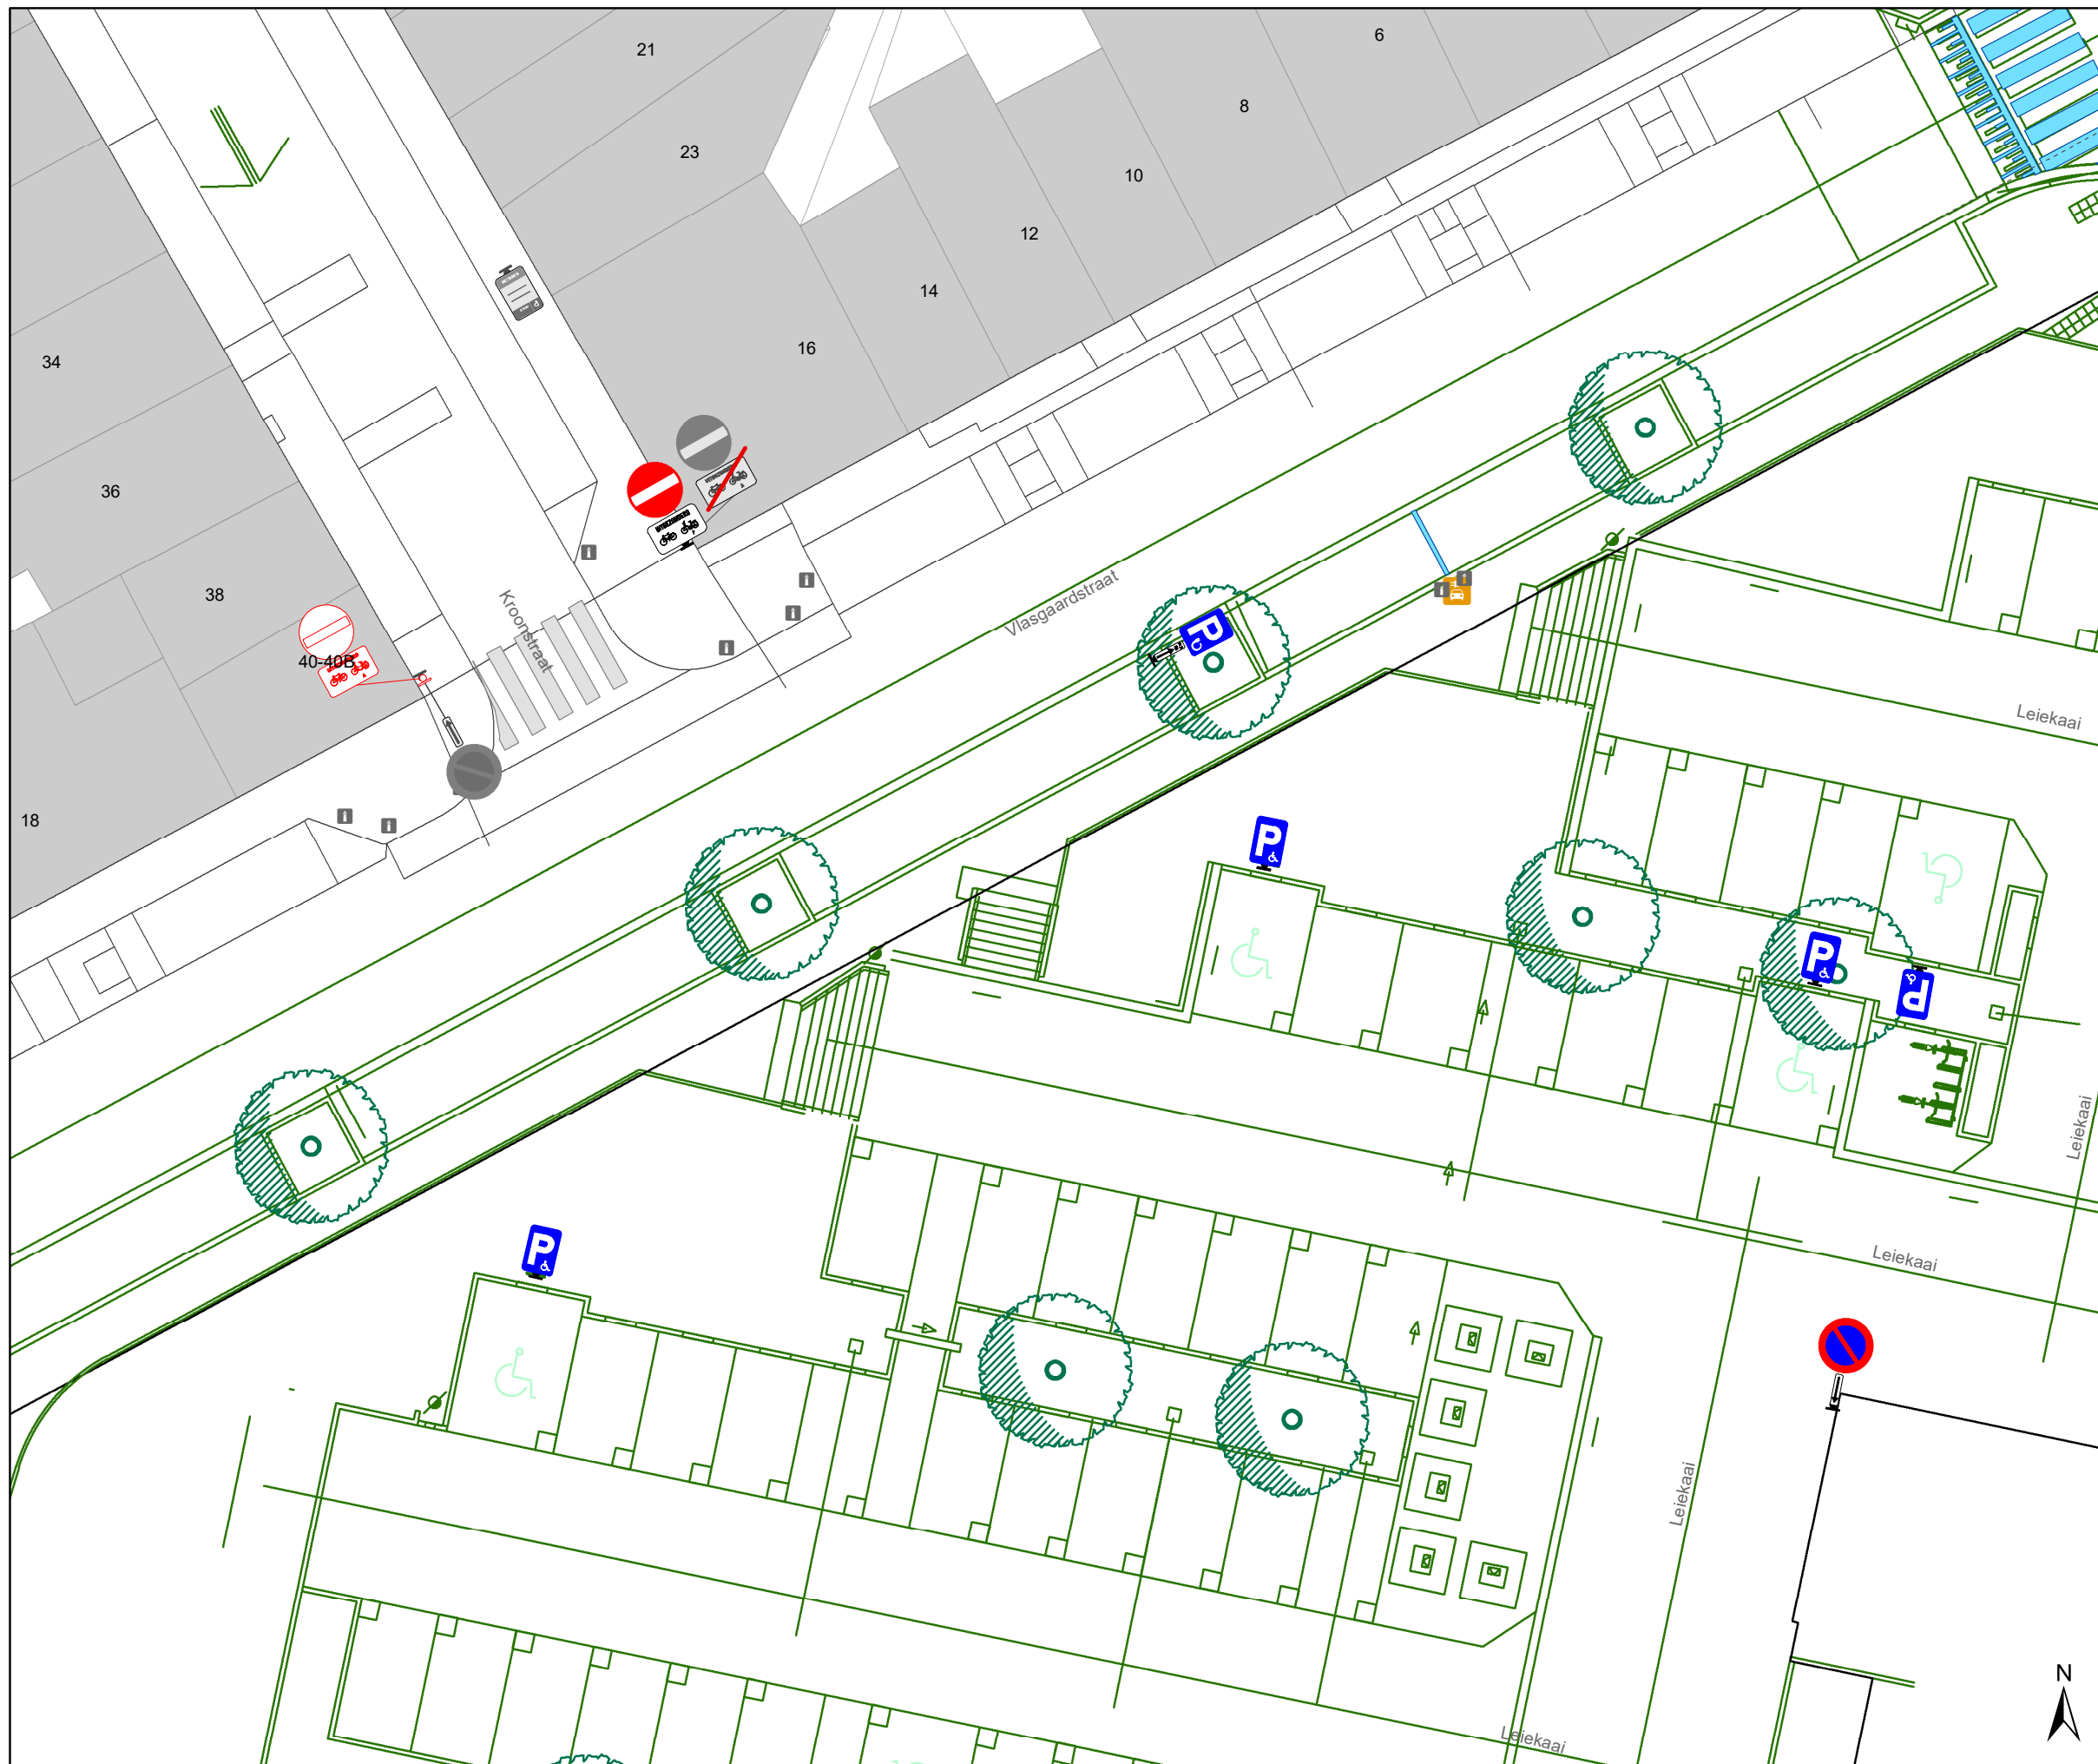 21
6
8
23
10
12
14
16
34
36
38
40-40B
18
Kroonstraat
Vlasgaardstraat
P
Leiekaai
P
P
P
Leiekaai
P
Leiekaai
Leiekaai
Leiekaai
N